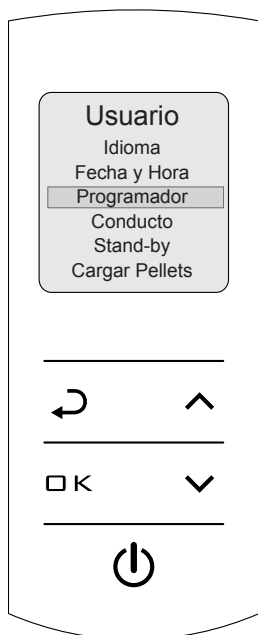 Usuario
Idioma
Fecha y Hora
Programador
Conducto
Stand-by
Cargar Pellets
OK